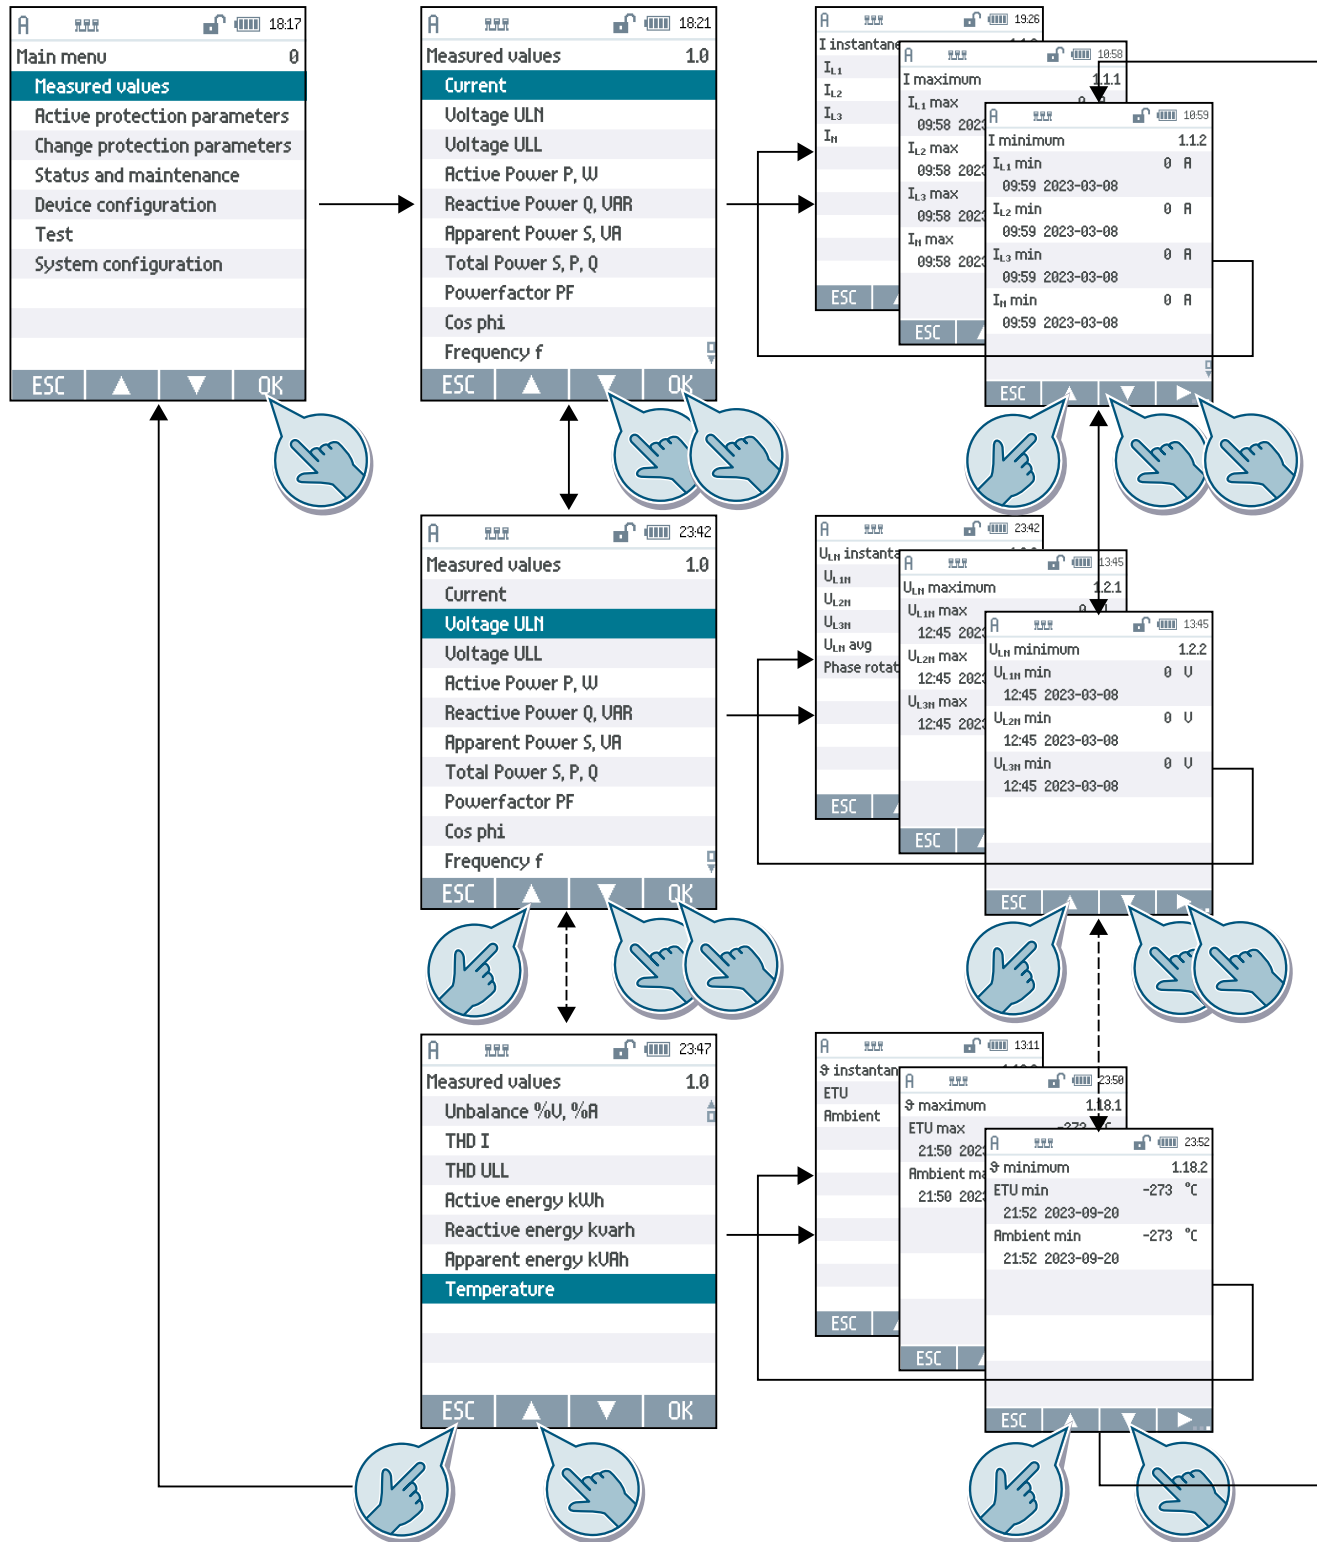 A 18:17
Main menu 0
Measured values
Active protection parameters
Change protection parameters
Status and maintenance
Device configuration
Test
System configuration
ESC OK
A 18:21
Measured values 1.0
Current
Voltage ULN
Voltage ULL
Active Power P, W
Reactive Power Q, VAR
Apparent Power S, VA
Total Power S, P, Q
Powerfactor PF
Cos phi
Frequency f
ESC OK
A 19:26
I instantane
IL1
IL2
IL3
IN
ESC
A 10:58
I maximum 1.1.1
IL1 max
09:58 202
IL2 max
09:58 202
IL3 max
09:58 202
IN max
09:58 202
ESC
A 10:59
I minimum 1.1.2
IL1 min 0 A
09:59 2023-03-08
IL2 min 0 A
09:59 2023-03-08
IL3 min 0 A
09:59 2023-03-08
IN min 0 A
09:59 2023-03-08
ESC
A 23:42
Measured values 1.0
Current
Voltage ULN
Voltage ULL
Active Power P, W
Reactive Power Q, VAR
Apparent Power S, VA
Total Power S, P, Q
Powerfactor PF
Cos phi
Frequency f
ESC OK
A 23:42
ULN instanta
UL1N
UL2N
UL3N
ULN avg
Phase rotat
ESC
A 13:45
ULN maximum 1.2.1
UL1N max
12:45 202
UL2N max
12:45 202
UL3N max
12:45 202
ESC
A 13:45
ULN minimum 1.2.2
UL1N min 0 V
12:45 2023-03-08
UL2N min 0 V
12:45 2023-03-08
UL3N min 0 V
12:45 2023-03-08
ESC
A 23:47
Measured values 1.0
Unbalance %V, %A
THD I
THD ULL
Active energy kWh
Reactive energy kvarh
Apparent energy kVAh
Temperature
ESC OK
A 13:11
ϑ instantan
ETU
Ambient
ESC
A 23:50
ϑ maximum 1.18.1
ETU max -273 °C
21:50 202
Ambient ma
21:50 202
ESC
A 23:52
ϑ minimum 1.18.2
ETU min -273 °C
21:52 2023-09-20
Ambient min -273 °C
21:52 2023-09-20
ESC